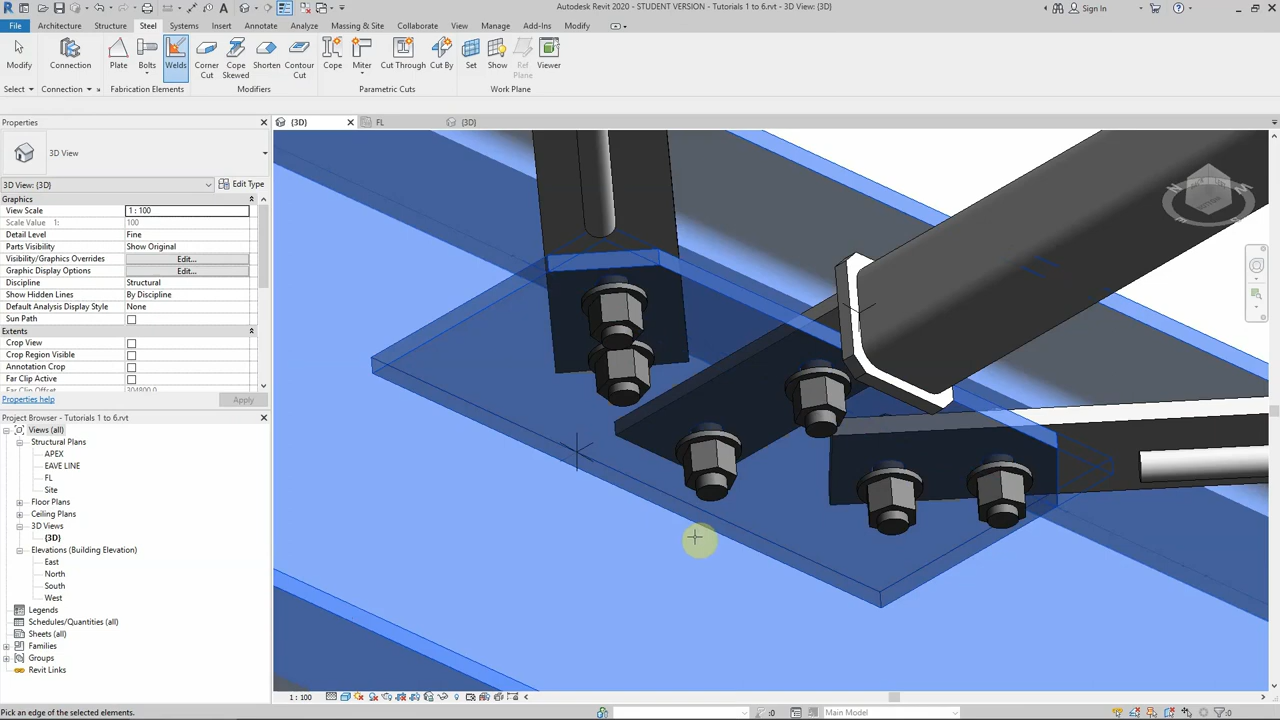 Autodesk Revit 2020 - STUDENT VERSION - Tutorials 1 to 6.rvt - 3D View: {3D}
Sign In
File Architecture Structure Steel Systems Insert Annotate Analyze Massing & Site Collaborate View Manage Add-Ins Modify
Modify Connection Plate Bolts Welds Corner Cut Cope Skewed Shorten Contour Cut Cope Miter Cut Through Cut By Set Show Ref Plane Viewer
Select Connection Fabrication Elements Modifiers Parametric Cuts Work Plane
Properties
{3D} FL {3D}
3D View
3D View: {3D} Edit Type
Graphics
View Scale 1 : 100
Scale Value 1: 100
Detail Level Fine
Parts Visibility Show Original
Visibility/Graphics Overrides Edit...
Graphic Display Options Edit...
Discipline Structural
Show Hidden Lines By Discipline
Default Analysis Display Style None
Sun Path
Extents
Crop View
Crop Region Visible
Annotation Crop
Far Clip Active
Far Clip Offset 304800.0
Properties help Apply
Project Browser - Tutorials 1 to 6.rvt
Views (all)
Structural Plans
APEX
EAVE LINE
FL
Site
Floor Plans
Ceiling Plans
3D Views
{3D}
Elevations (Building Elevation)
East
North
South
West
Legends
Schedules/Quantities (all)
Sheets (all)
Families
Groups
Revit Links
1 : 100
Pick an edge of the selected elements.
:0 Main Model :0